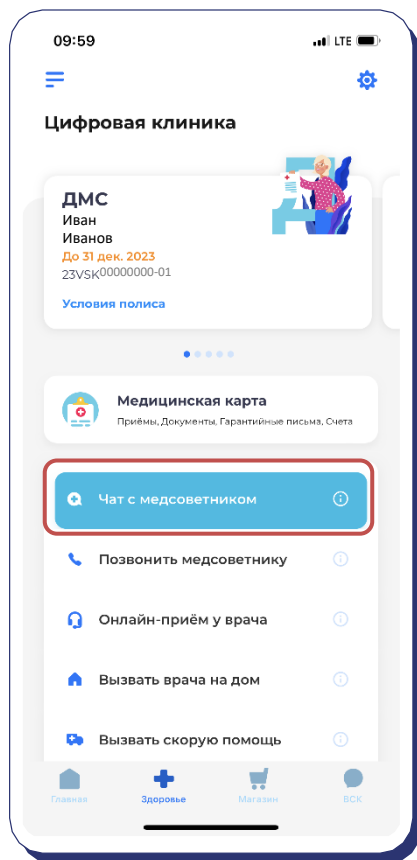 09:59
LTE
Цифровая клиника
ДМС
Иван
Иванов
До 31 дек. 2023
23VSK00000000-01
Условия полиса
Медицинская карта
Приёмы, Документы, Гарантийные письма, Счета
Чат с медсоветником
Позвонить медсоветнику
Онлайн-приём у врача
Вызвать врача на дом
Вызвать скорую помощь
Главная Здоровье Магазин ВСК